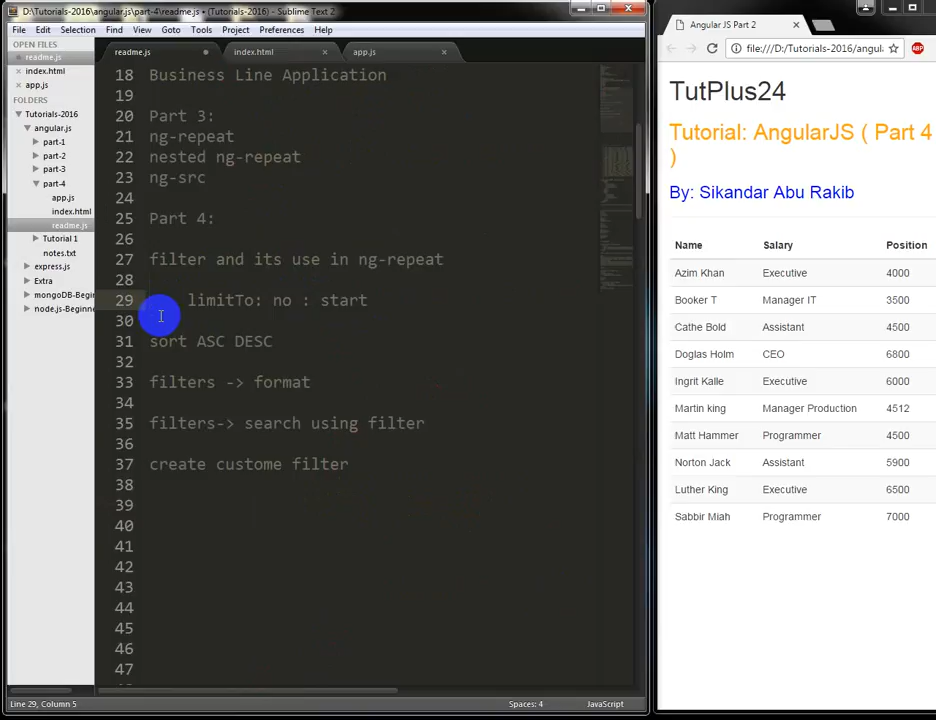 D:\Tutorials-2016\angular.js\part-4\readme.js • (Tutorials-2016) - Sublime Text 2
File Edit Selection Find View Goto Tools Project Preferences Help
OPEN FILES
readme.js
index.html
app.js
FOLDERS
Tutorials-2016
angular.js
part-1
part-2
part-3
part-4
app.js
index.html
readme.js
Tutorial 1
notes.txt
express.js
Extra
mongoDB-Begin
node.js-Beginne
readme.js index.html app.js
18 Business Line Application
19
20 Part 3:
21 ng-repeat
22 nested ng-repeat
23 ng-src
24
25 Part 4:
26
27 filter and its use in ng-repeat
28
29 limitTo: no : start
30
31 sort ASC DESC
32
33 filters -> format
34
35 filters-> search using filter
36
37 create custome filter
38
39
40
41
42
43
44
45
46
47
Line 29, Column 5 Spaces: 4 JavaScript
Angular JS Part 2
file:///D:/Tutorials-2016/angula
ABP
TutPlus24
Tutorial: AngularJS ( Part 4
)
By: Sikandar Abu Rakib
Name Salary Position
Azim Khan Executive 4000
Booker T Manager IT 3500
Cathe Bold Assistant 4500
Doglas Holm CEO 6800
Ingrit Kalle Executive 6000
Martin king Manager Production 4512
Matt Hammer Programmer 4500
Norton Jack Assistant 5900
Luther King Executive 6500
Sabbir Miah Programmer 7000